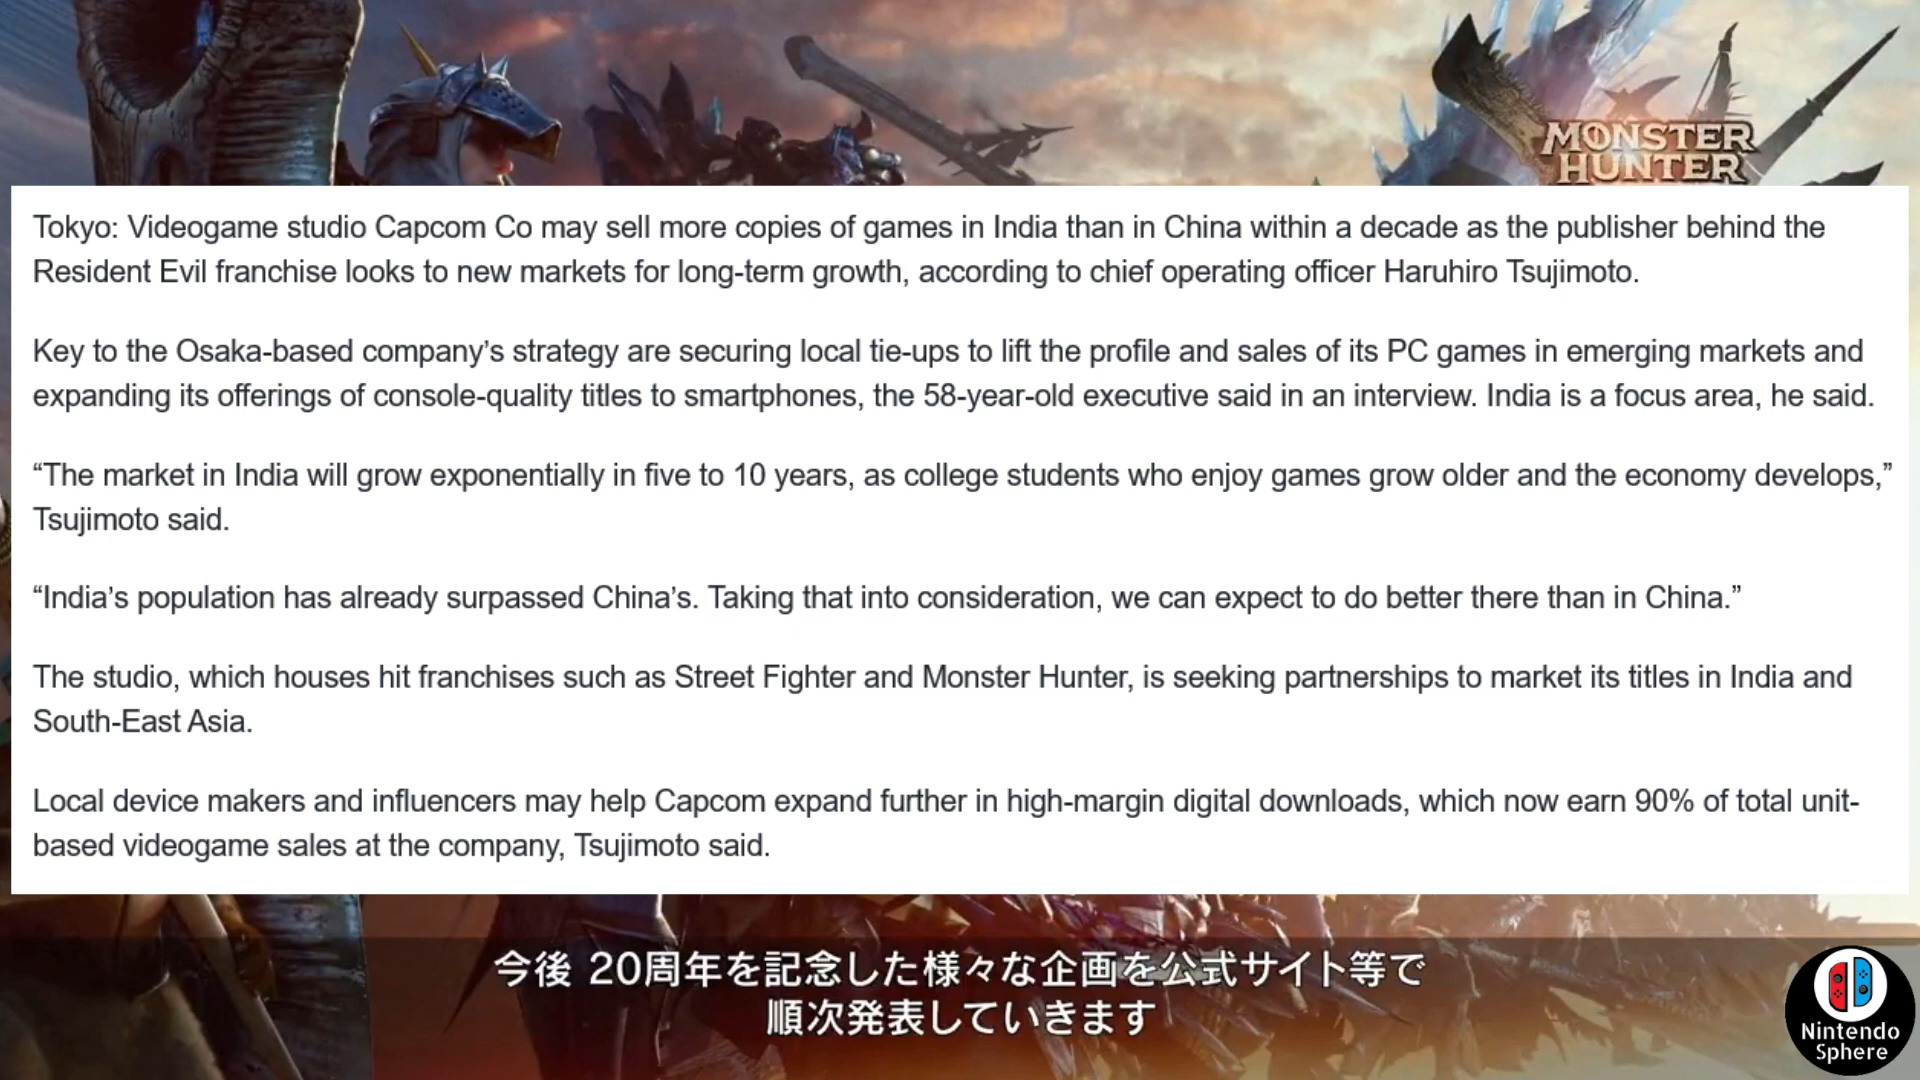 MONSTER
HUNTER
Tokyo: Videogame studio Capcom Co may sell more copies of games in India than in China within a decade as the publisher behind the
Resident Evil franchise looks to new markets for long-term growth, according to chief operating officer Haruhiro Tsujimoto.
Key to the Osaka-based company’s strategy are securing local tie-ups to lift the profile and sales of its PC games in emerging markets and
expanding its offerings of console-quality titles to smartphones, the 58-year-old executive said in an interview. India is a focus area, he said.
“The market in India will grow exponentially in five to 10 years, as college students who enjoy games grow older and the economy develops,”
Tsujimoto said.
“India’s population has already surpassed China’s. Taking that into consideration, we can expect to do better there than in China.”
The studio, which houses hit franchises such as Street Fighter and Monster Hunter, is seeking partnerships to market its titles in India and
South-East Asia.
Local device makers and influencers may help Capcom expand further in high-margin digital downloads, which now earn 90% of total unit-
based videogame sales at the company, Tsujimoto said.
今後 20周年を記念した様々な企画を公式サイト等で
順次発表していきます
Nintendo
Sphere